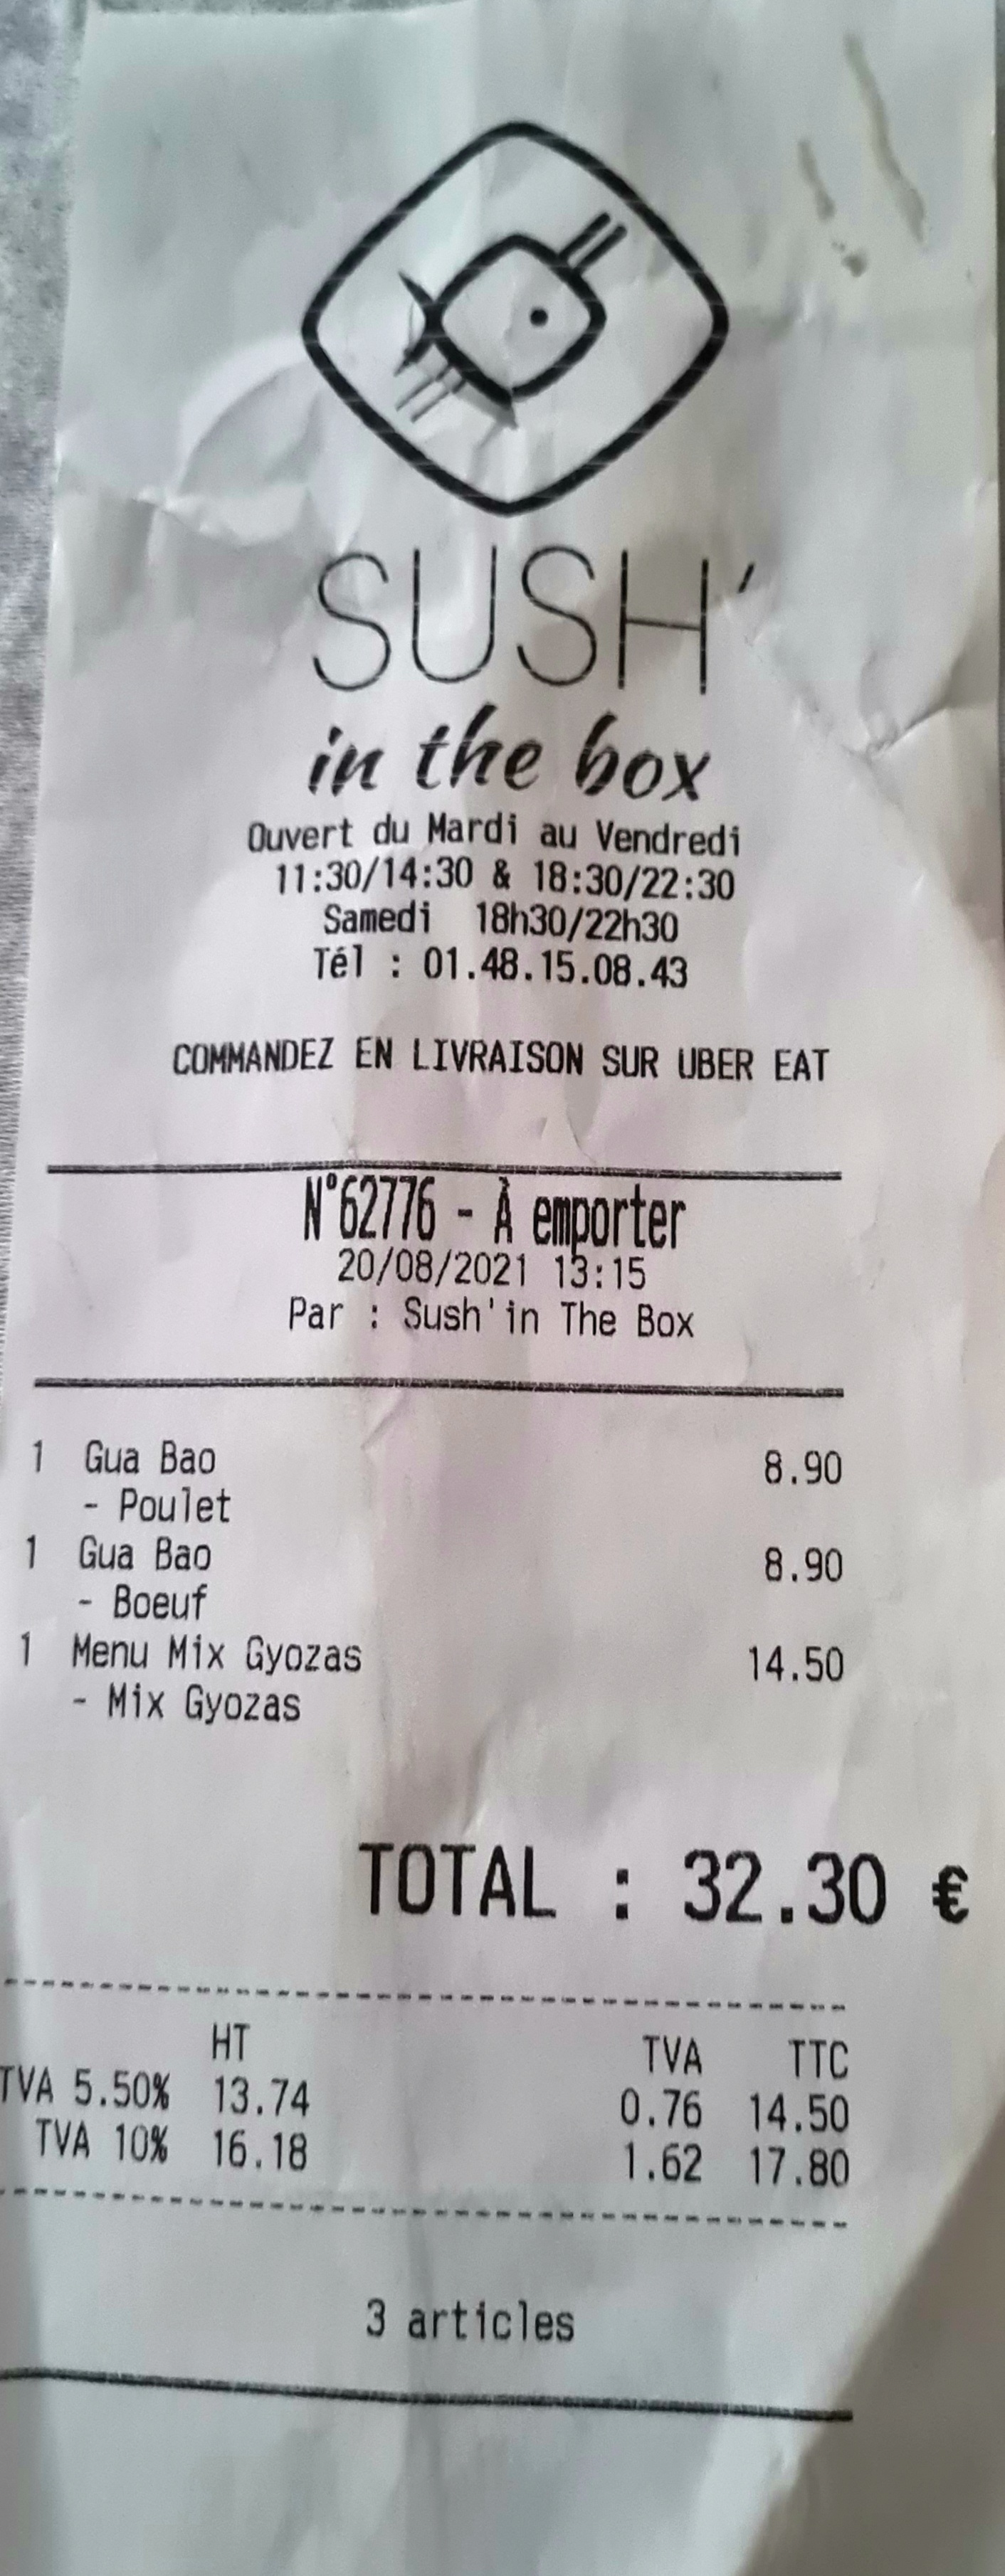 SUSH'
in the box
Ouvert du Mardi au Vendredi
11:30/14:30 & 18:30/22:30
Samedi 18h30/22h30
Tél : 01.48.15.08.43
COMMANDEZ EN LIVRAISON SUR UBER EAT
N°62776 - À emporter
20/08/2021 13:15
Par : Sush'in The Box
1 Gua Bao 8.90
- Poulet
1 Gua Bao 8.90
- Boeuf
1 Menu Mix Gyozas 14.50
- Mix Gyozas
TOTAL : 32.30 €
HT TVA TTC
TVA 5.50% 13.74 0.76 14.50
TVA 10% 16.18 1.62 17.80
3 articles